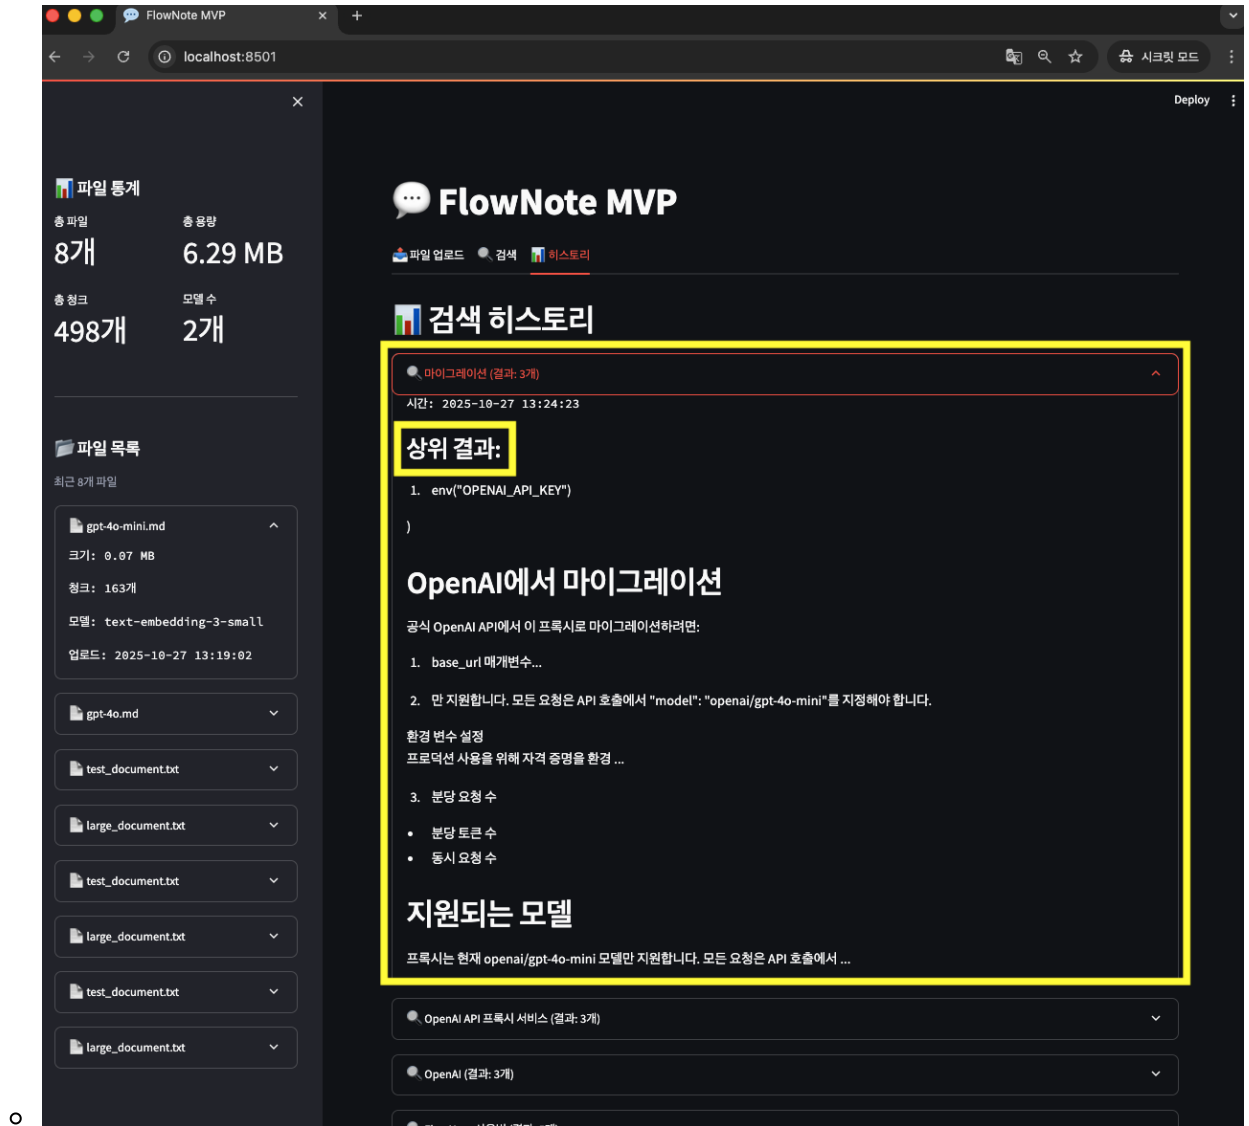 FlowNote MVP
localhost:8501
시크릿 모드
Deploy
파일 통계
총 파일
총 용량
8개
6.29 MB
총 청크
모델 수
498개
2개
파일 목록
최근 8개 파일
gpt-4o-mini.md
크기: 0.07 MB
청크: 163개
모델: text-embedding-3-small
업로드: 2025-10-27 13:19:02
gpt-4o.md
test_document.txt
large_document.txt
test_document.txt
large_document.txt
test_document.txt
large_document.txt
FlowNote MVP
파일 업로드
검색
히스토리
검색 히스토리
마이그레이션 (결과: 3개)
시간: 2025-10-27 13:24:23
상위 결과:
1. env("OPENAI_API_KEY")
)
OpenAI에서 마이그레이션
공식 OpenAI API에서 이 프록시로 마이그레이션하려면:
1. base_url 매개변수...
2. 만 지원합니다. 모든 요청은 API 호출에서 "model": "openai/gpt-4o-mini"를 지정해야 합니다.
환경 변수 설정
프로덕션 사용을 위해 자격 증명을 환경 ...
3. 분당 요청 수
• 분당 토큰 수
• 동시 요청 수
지원되는 모델
프록시는 현재 openai/gpt-4o-mini 모델만 지원합니다. 모든 요청은 API 호출에서 ...
OpenAI API 프록시 서비스 (결과: 3개)
OpenAI (결과: 3개)